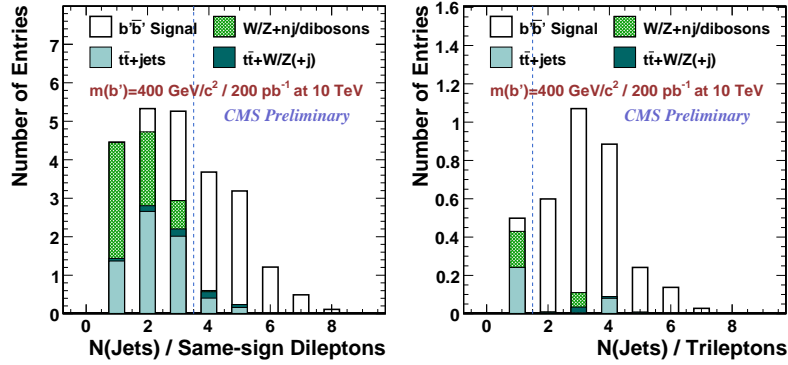 Number of Entries
8
7
6
5
4
3
2
1
0
b'b̄' Signal
W/Z+nj/dibosons
tt̄+jets
tt̄+W/Z(+j)
m(b')=400 GeV/c² / 200 pb⁻¹ at 10 TeV
CMS Preliminary
0 2 4 6 8
N(Jets) / Same-sign Dileptons
Number of Entries
1.6
1.4
1.2
1
0.8
0.6
0.4
0.2
0
b'b̄' Signal
W/Z+nj/dibosons
tt̄+jets
tt̄+W/Z(+j)
m(b')=400 GeV/c² / 200 pb⁻¹ at 10 TeV
CMS Preliminary
0 2 4 6 8
N(Jets) / Trileptons